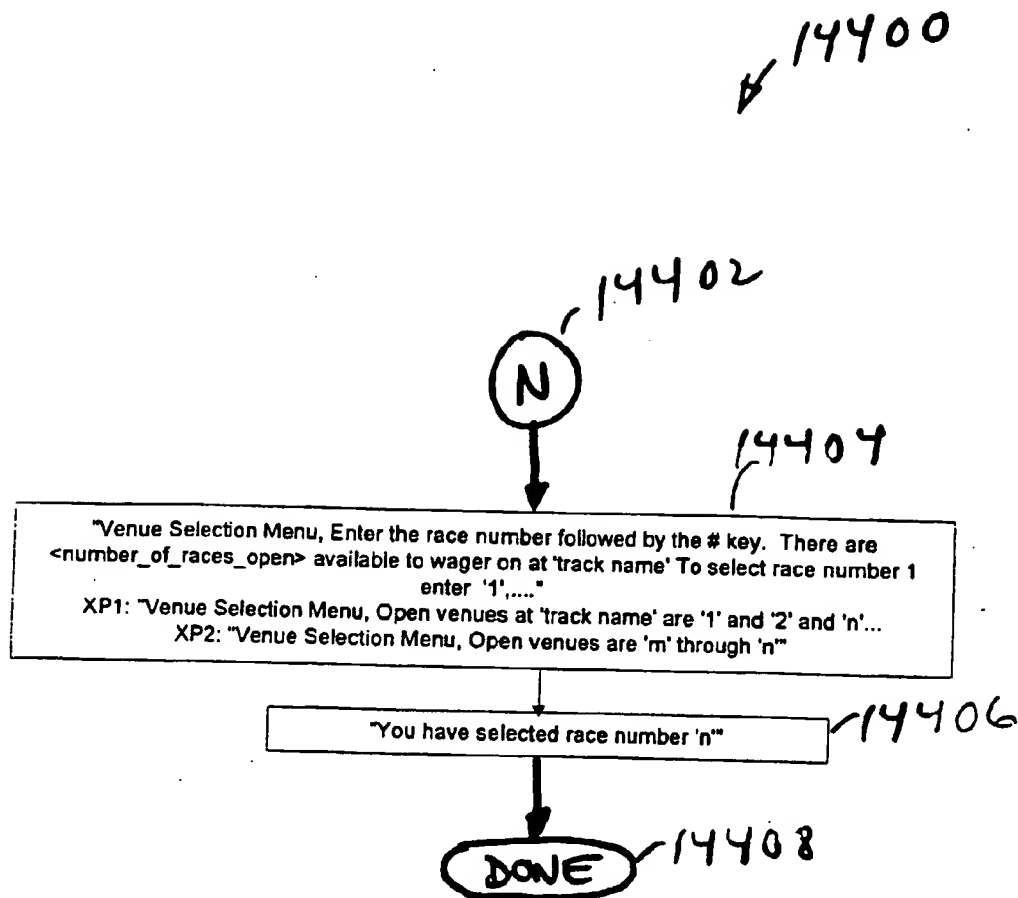 14400
14402
N
14404
"Venue Selection Menu, Enter the race number followed by the # key. There are
<number_of_races_open> available to wager on at 'track name' To select race number 1
enter '1',...."
XP1: "Venue Selection Menu, Open venues at 'track name' are '1' and '2' and 'n'...
XP2: "Venue Selection Menu, Open venues are 'm' through 'n'"
"You have selected race number 'n'"
14406
DONE
14408